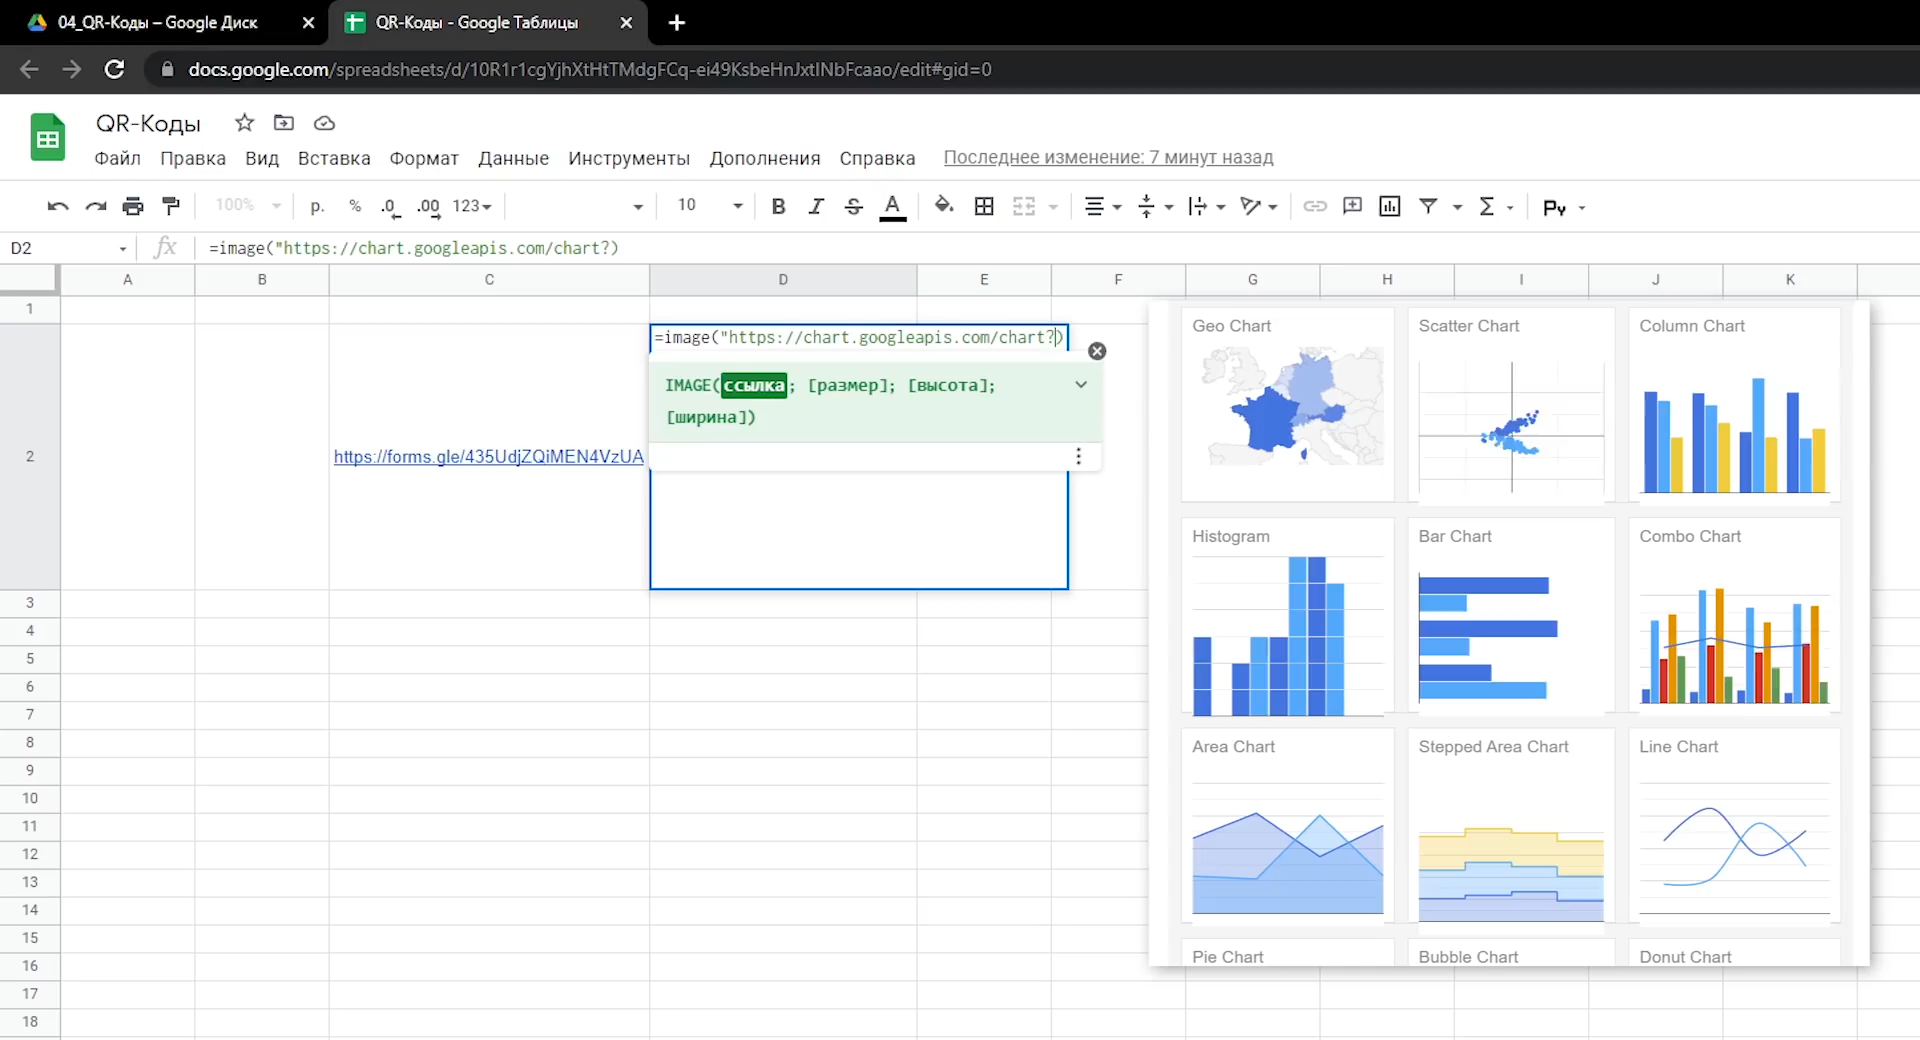 04_QR-Коды – Google Диск
QR-Коды - Google Таблицы
docs.google.com/spreadsheets/d/10R1r1cgYjhXtHtTMdgFCq-ei49KsbeHnJxtINbFcaao/edit#gid=0
QR-Коды
Файл Правка Вид Вставка Формат Данные Инструменты Дополнения Справка Последнее изменение: 7 минут назад
100% р. % .0 .00 123 10 B I S A Σ Ру
D2 fx =image("https://chart.googleapis.com/chart?)
A B C D E F G H I J K
1
=image("https://chart.googleapis.com/chart?)
IMAGE(ссылка; [размер]; [высота];
[ширина])
2 https://forms.gle/435UdjZQiMEN4VzUA
3
4
5
6
7
8
9
10
11
12
13
14
15
16
17
18
Geo Chart Scatter Chart Column Chart
Histogram Bar Chart Combo Chart
Area Chart Stepped Area Chart Line Chart
Pie Chart Bubble Chart Donut Chart